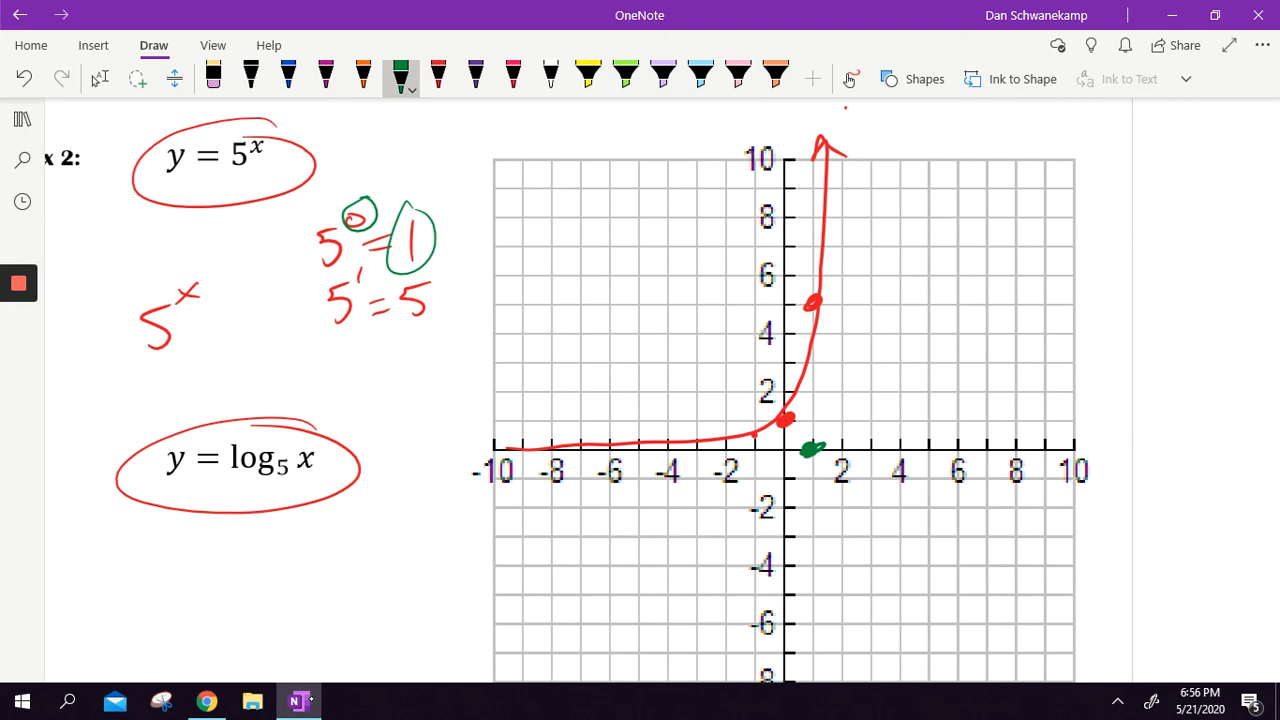 OneNote
Dan Schwanekamp
Home Insert Draw View Help
Share
Shapes
Ink to Shape
Ink to Text
x 2:
y = 5^x
5^0 = 1
5^1 = 5
5^x
y = log₅ x
10
8
6
4
2
-10 -8 -6 -4 -2 2 4 6 8 10
-2
-4
-6
8
6:56 PM
5/21/2020
5